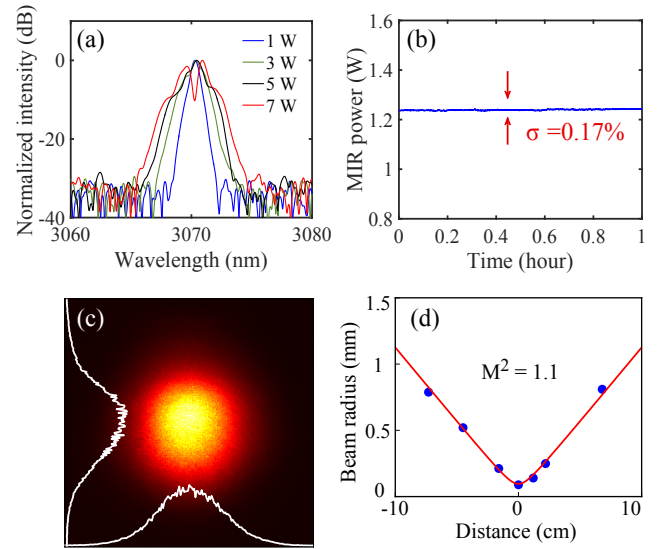 (a)
Normalized intensity (dB)
0
-20
-40
1 W
3 W
5 W
7 W
3060
3070
3080
Wavelength (nm)
(b)
MIR power (W)
1.6
1.4
1.2
1
0.8
σ =0.17%
0
0.2
0.4
0.6
0.8
1
Time (hour)
(c)
(d)
Beam radius (mm)
1.5
1
0.5
0
M² = 1.1
-10
0
10
Distance (cm)